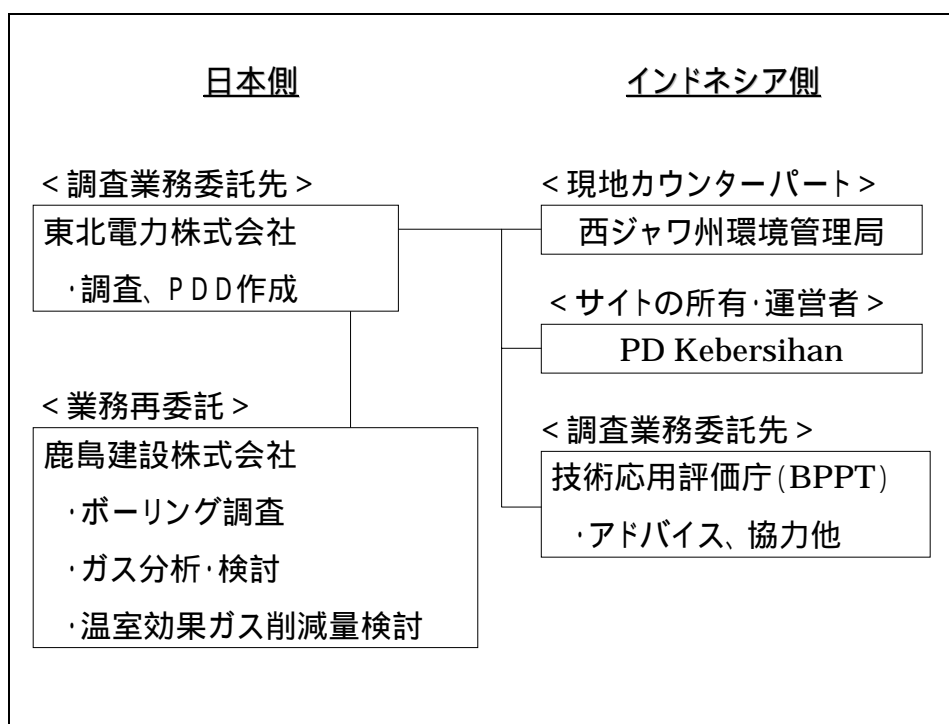 日本側
<調査業務委託先>
東北電力株式会社
・調査、PDD作成
<業務再委託>
鹿島建設株式会社
・ボーリング調査
・ガス分析・検討
・温室効果ガス削減量検討
インドネシア側
<現地カウンターパート>
西ジャワ州環境管理局
<サイトの所有・運営者>
PD Kebersihan
<調査業務委託先>
技術応用評価庁(BPPT)
・アドバイス、協力他